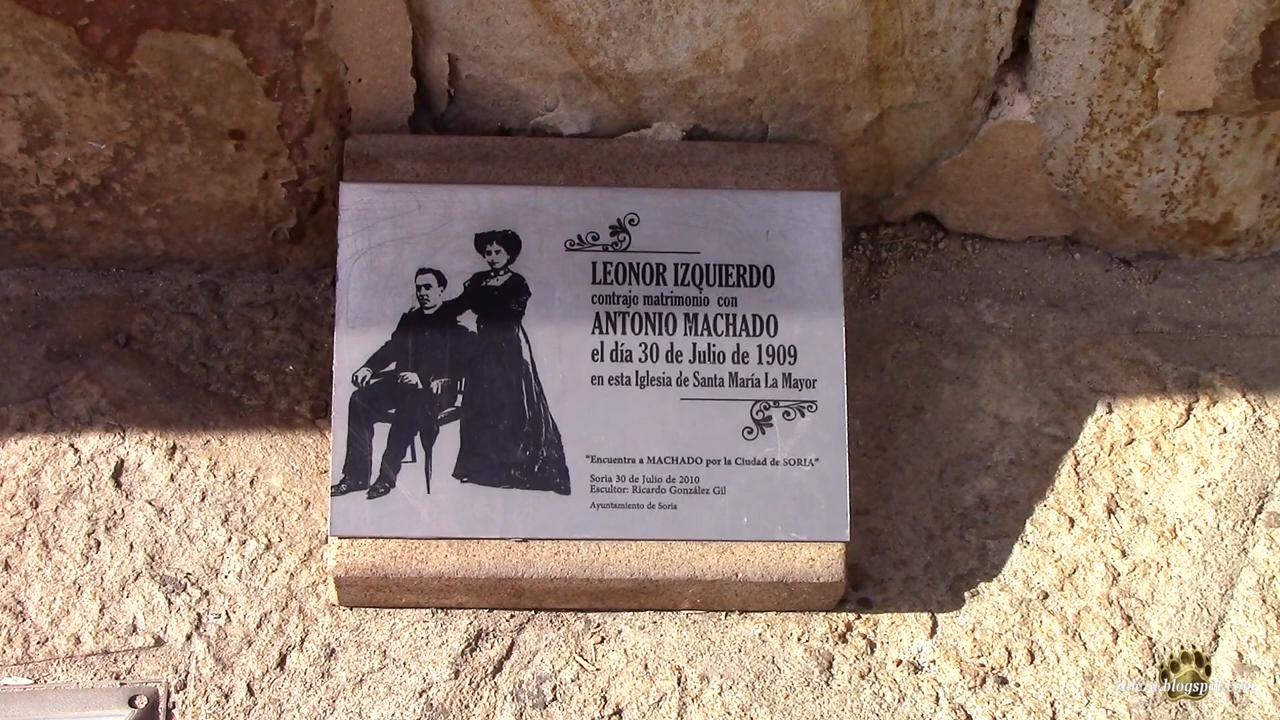 LEONOR IZQUIERDO
contrajo matrimonio con
ANTONIO MACHADO
el día 30 de Julio de 1909
en esta Iglesia de Santa María La Mayor
"Encuentra a MACHADO por la Ciudad de SORIA"
Soria 30 de Julio de 2010
Escultor: Ricardo González Gil
Ayuntamiento de Soria